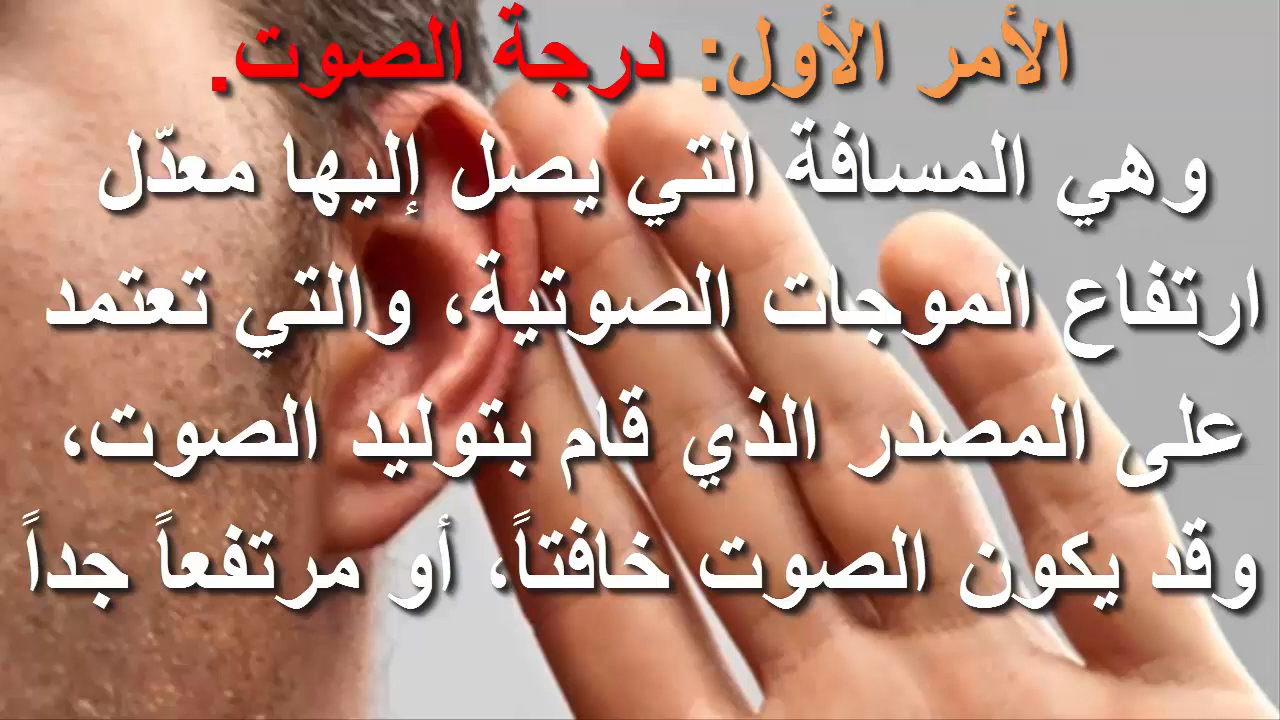 الأمر الأول: درجة الصوت.
وهي المسافة التي يصل إليها معدّل
ارتفاع الموجات الصوتية، والتي تعتمد
على المصدر الذي قام بتوليد الصوت،
وقد يكون الصوت خافتاً، أو مرتفعاً جداً